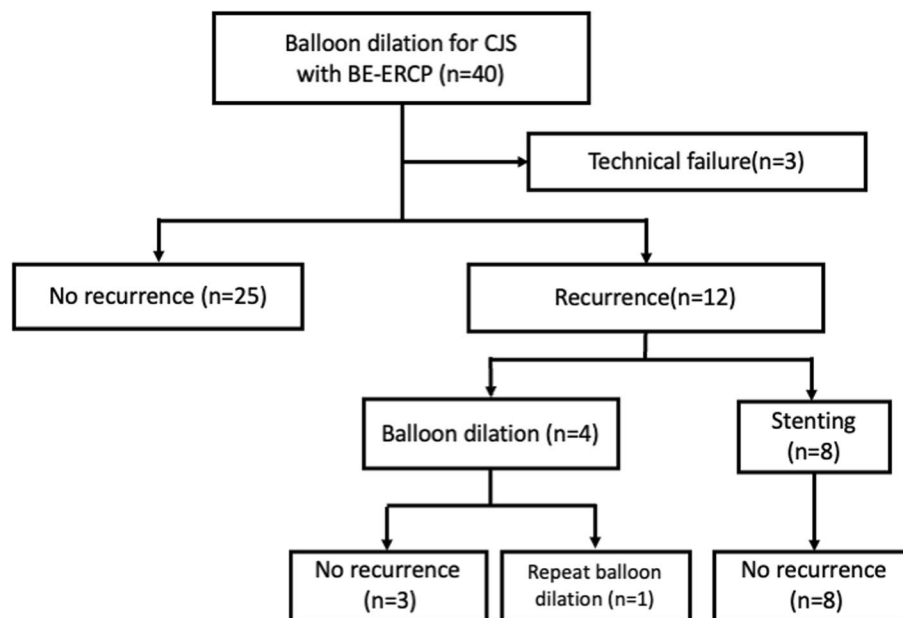 Balloon dilation for CJS
with BE-ERCP (n=40)
Technical failure(n=3)
No recurrence (n=25)
Recurrence(n=12)
Balloon dilation (n=4)
Stenting
(n=8)
No recurrence
(n=3)
Repeat balloon
dilation (n=1)
No recurrence
(n=8)